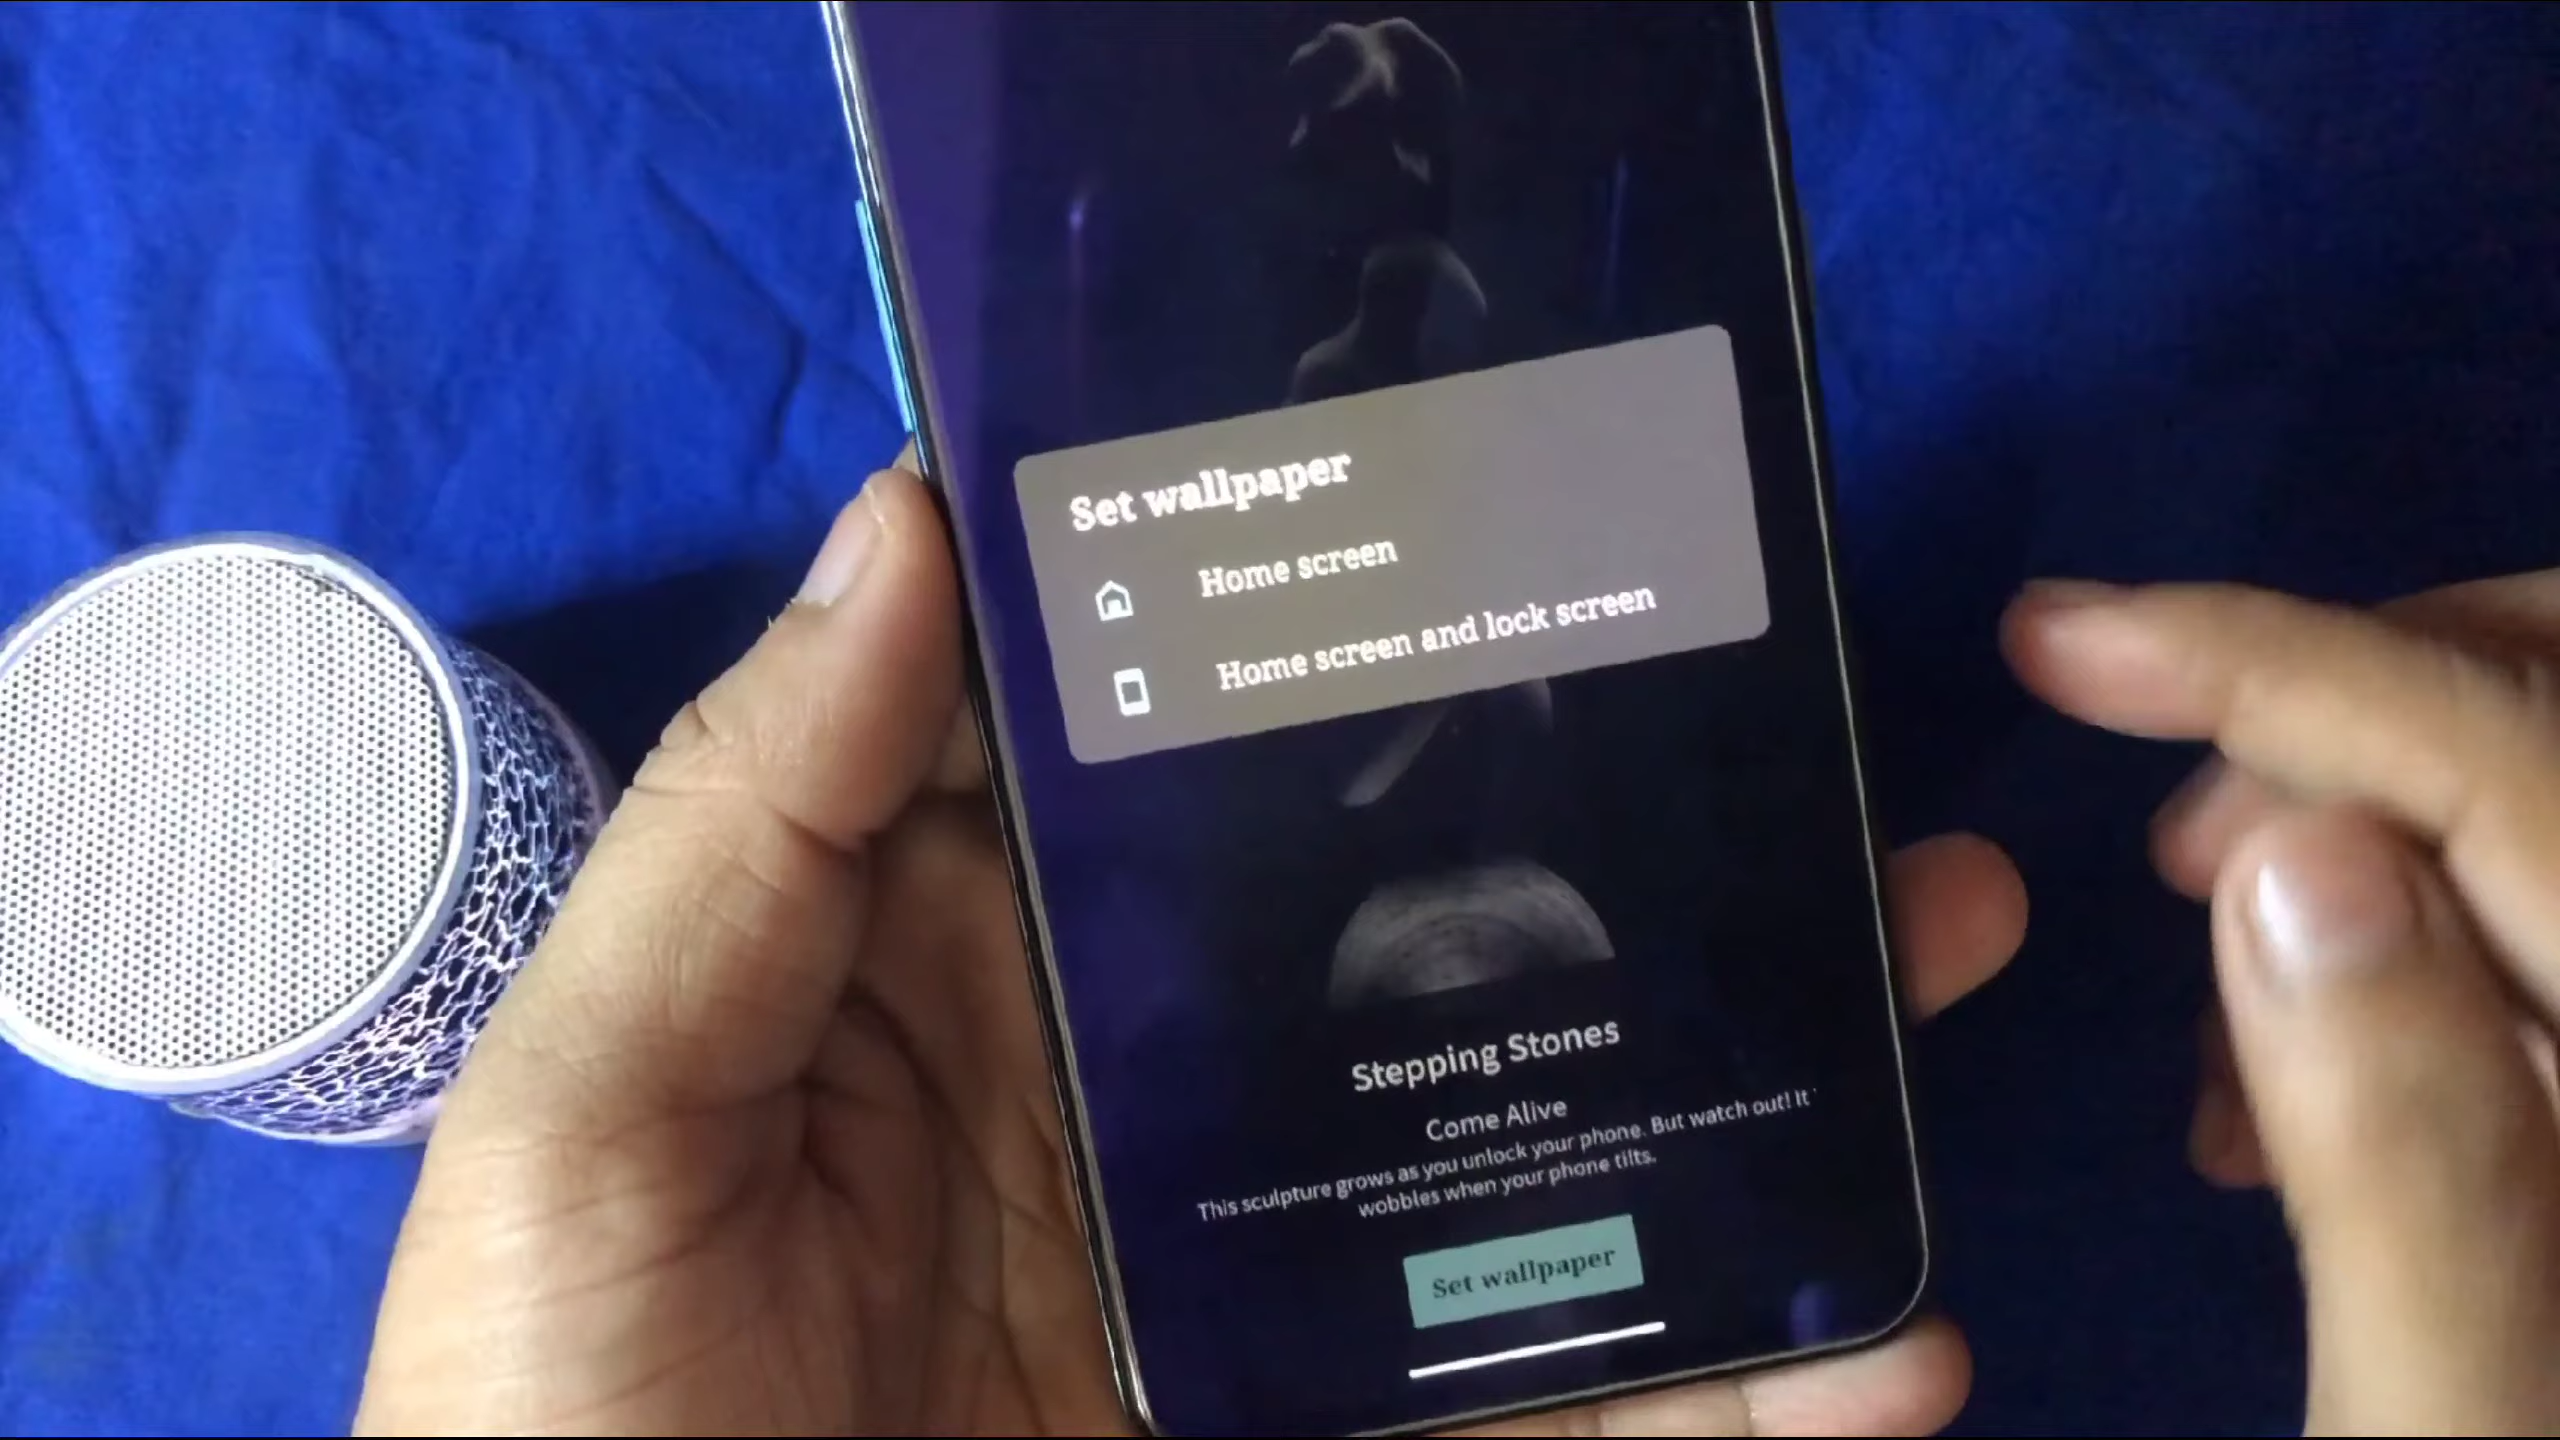 Set wallpaper
Home screen
Home screen and lock screen
Stepping Stones
Come Alive
This sculpture grows as you unlock your phone. But watch out! It
wobbles when your phone tilts.
Set wallpaper